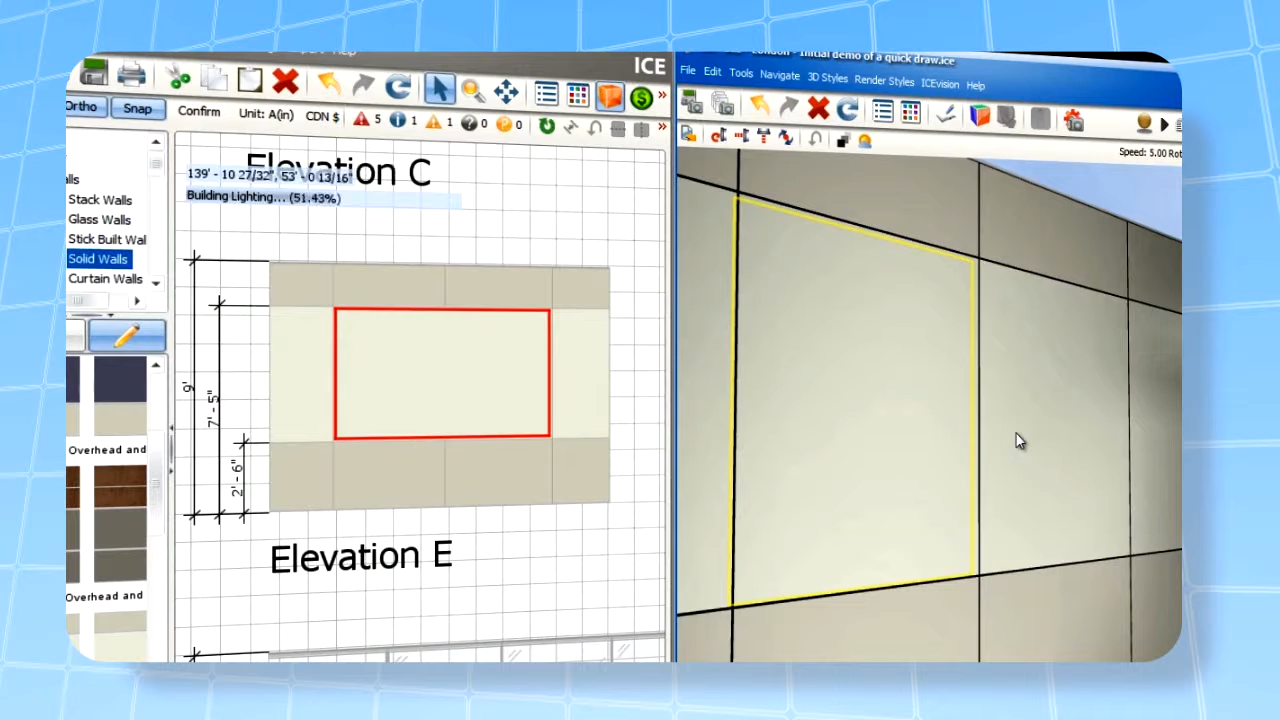 ICE
Ortho
Snap
Confirm
Unit: A(in)
CDN $
5
1
1
0
0
Elevation C
139' - 10 27/32", 53' - 0 13/16"
Building Lighting... (51.43%)
Stack Walls
Glass Walls
Stick Built Wal
Solid Walls
Curtain Walls
9'
7' - 5"
2' - 6"
Overhead and
Overhead and
Elevation E
Initial demo of a quick draw.ice
File Edit Tools Navigate 3D Styles Render Styles ICEvision Help
Speed: 5.00 Rot